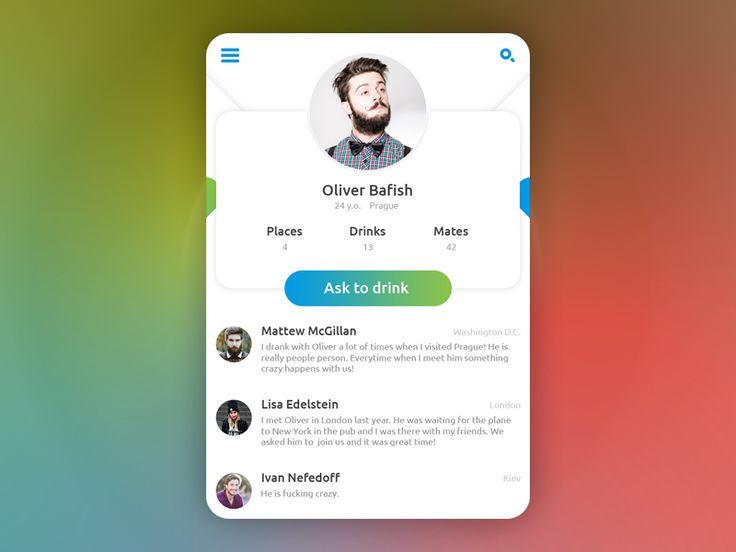 Oliver Bafish
24 y.o. Prague
Places Drinks Mates
4 13 42
Ask to drink
Mattew McGillan Washington D.C.
I drank with Oliver a lot of times when I visited Prague! He is
really people person. Everytime when I meet him something
crazy happens with us!
Lisa Edelstein London
I met Oliver in London last year. He was waiting for the plane
to New York in the pub and I was there with my friends. We
asked him to join us and it was great time!
Ivan Nefedoff Kiev
He is fucking crazy.